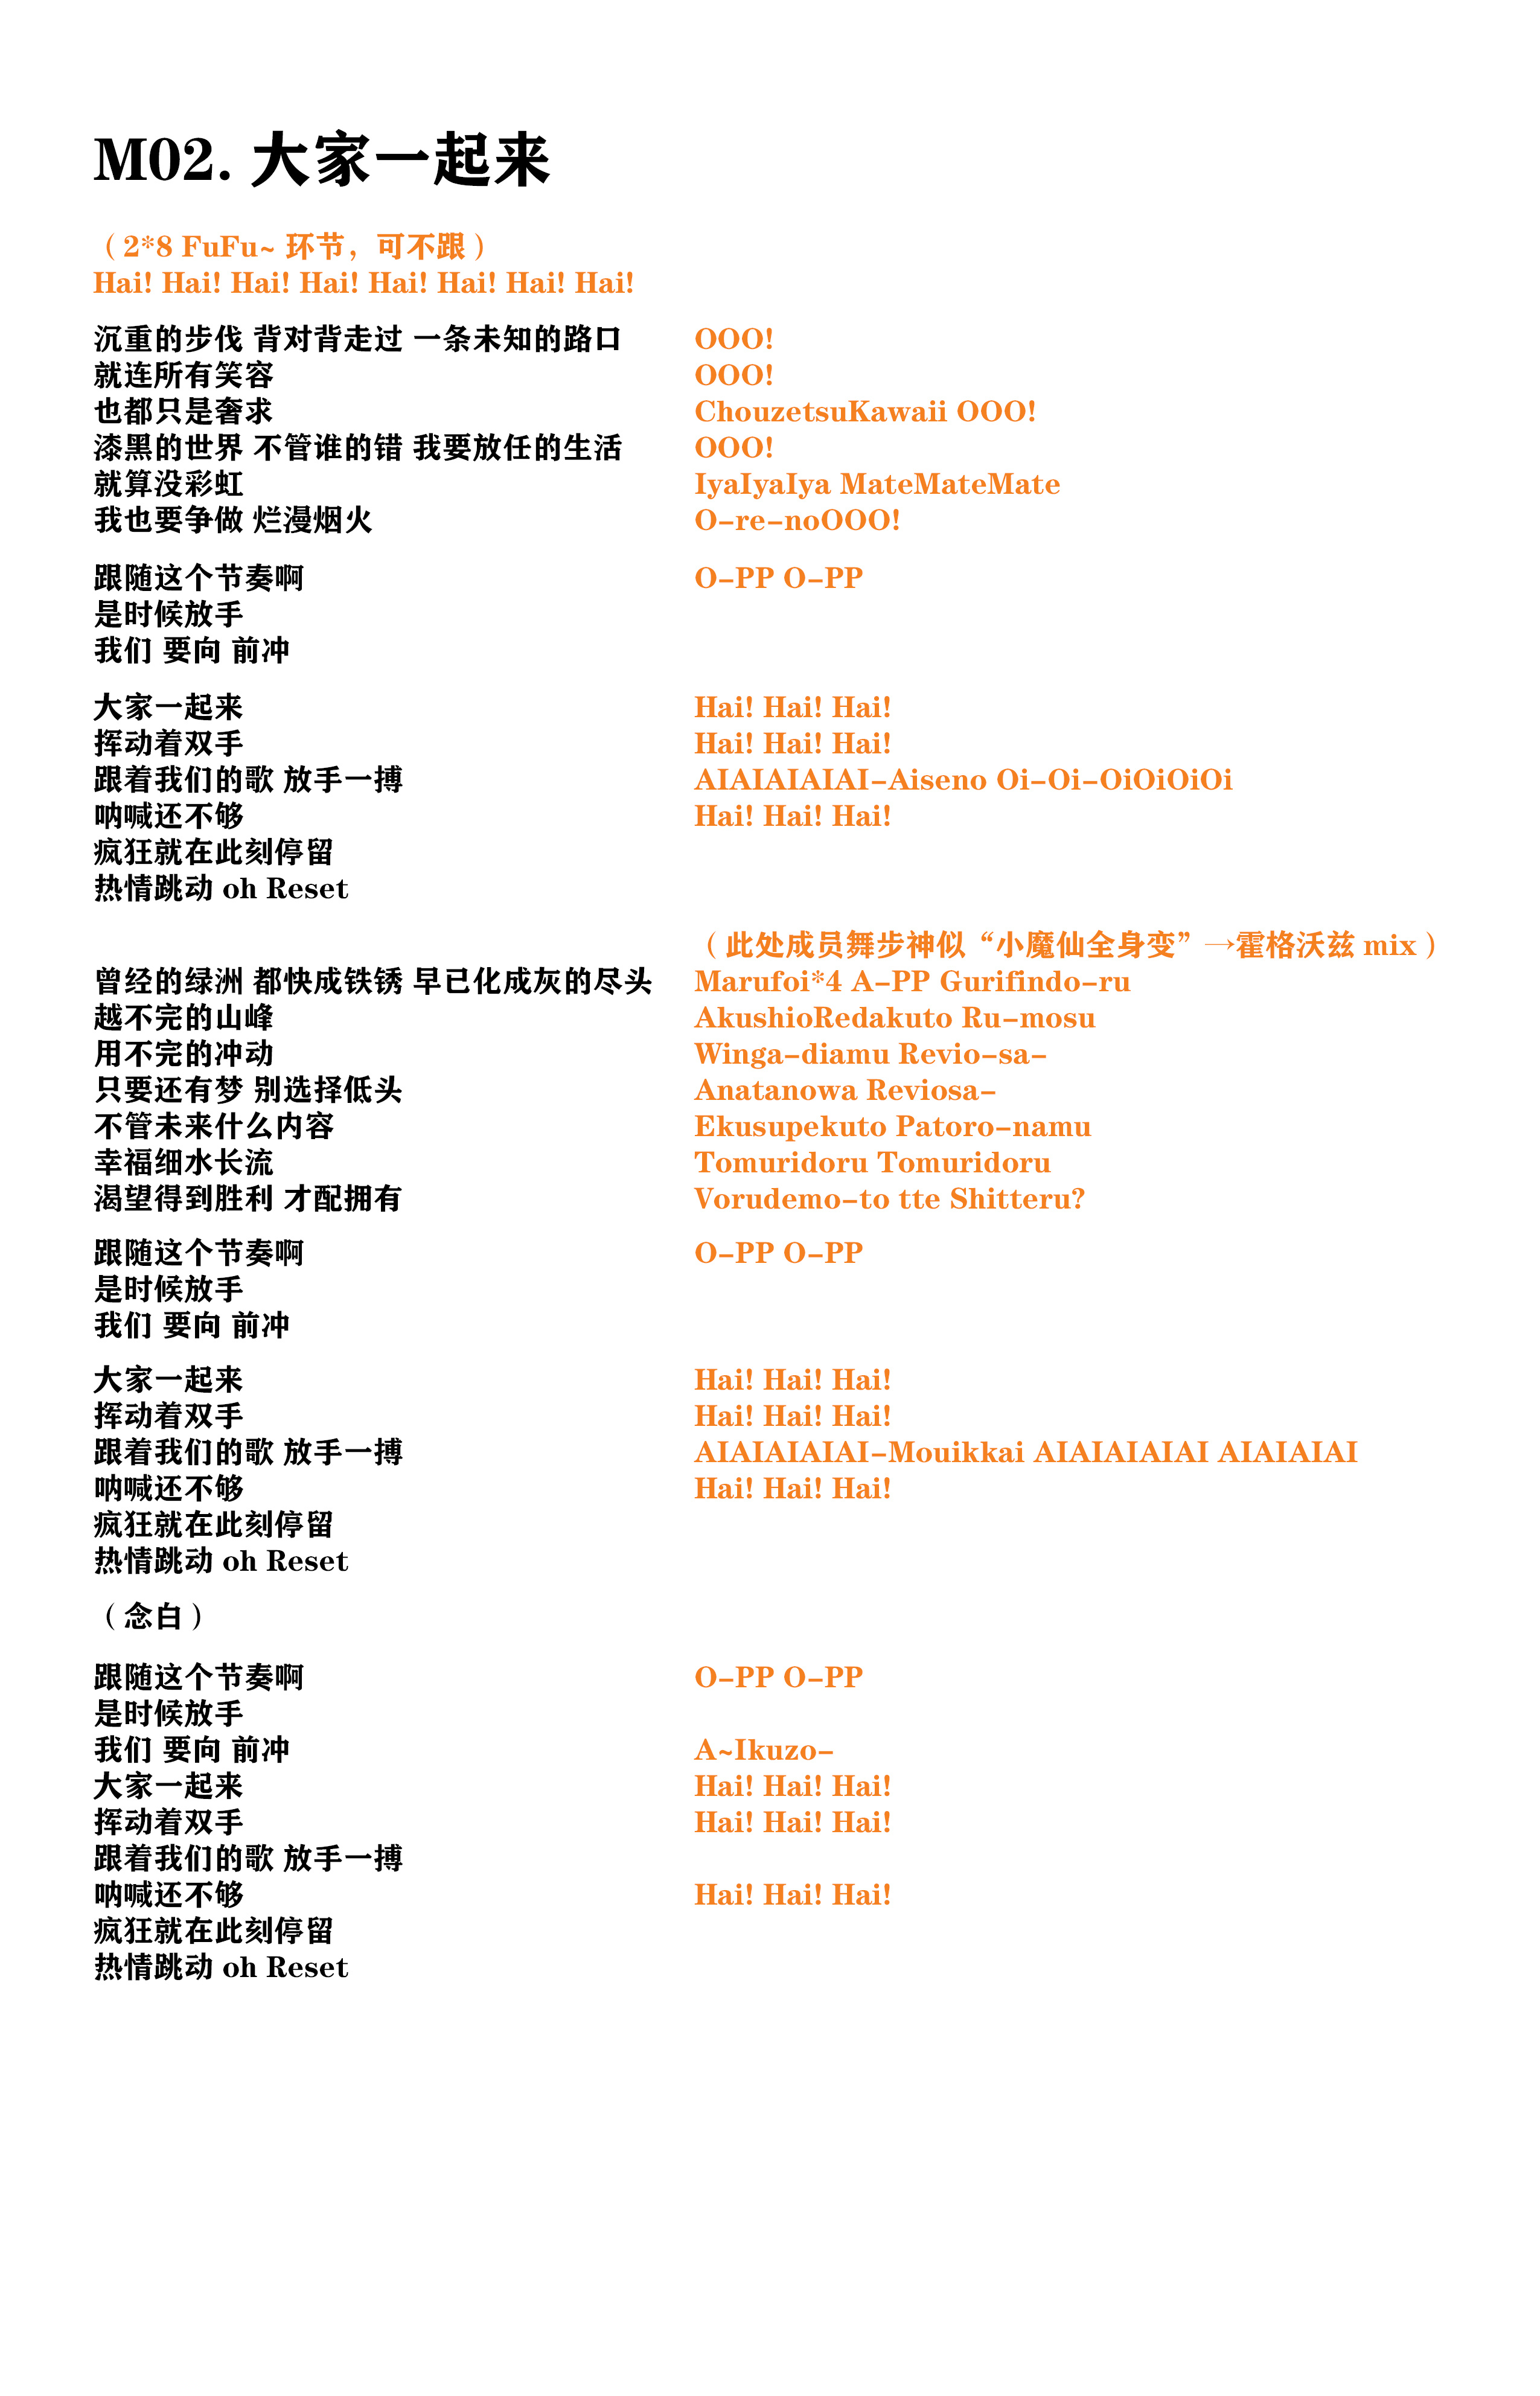 M02. 大家一起来
（2*8 FuFu~ 环节，可不跟）
Hai! Hai! Hai! Hai! Hai! Hai! Hai! Hai!
沉重的步伐 背对背走过 一条未知的路口 OOO!
就连所有笑容 OOO!
也都只是奢求 ChouzetsuKawaii OOO!
漆黑的世界 不管谁的错 我要放任的生活 OOO!
就算没彩虹 IyaIyaIya MateMateMate
我也要争做 烂漫烟火 O-re-noOOO!
跟随这个节奏啊 O-PP O-PP
是时候放手
我们 要向 前冲
大家一起来 Hai! Hai! Hai!
挥动着双手 Hai! Hai! Hai!
跟着我们的歌 放手一搏 AIAIAIAIAI-Aiseno Oi-Oi-OiOiOiOi
呐喊还不够 Hai! Hai! Hai!
疯狂就在此刻停留
热情跳动 oh Reset
（此处成员舞步神似“小魔仙全身变”→霍格沃兹 mix）
曾经的绿洲 都快成铁锈 早已化成灰的尽头 Marufoi*4 A-PP Gurifindo-ru
越不完的山峰 AkushioRedakuto Ru-mosu
用不完的冲动 Winga-diamu Revio-sa-
只要还有梦 别选择低头 Anatanowa Reviosa-
不管未来什么内容 Ekusupekuto Patoro-namu
幸福细水长流 Tomuridoru Tomuridoru
渴望得到胜利 才配拥有 Vorudemo-to tte Shitteru?
跟随这个节奏啊 O-PP O-PP
是时候放手
我们 要向 前冲
大家一起来 Hai! Hai! Hai!
挥动着双手 Hai! Hai! Hai!
跟着我们的歌 放手一搏 AIAIAIAIAI-Mouikkai AIAIAIAIAI AIAIAIAI
呐喊还不够 Hai! Hai! Hai!
疯狂就在此刻停留
热情跳动 oh Reset
（念白）
跟随这个节奏啊 O-PP O-PP
是时候放手
我们 要向 前冲 A~Ikuzo-
大家一起来 Hai! Hai! Hai!
挥动着双手 Hai! Hai! Hai!
跟着我们的歌 放手一搏
呐喊还不够 Hai! Hai! Hai!
疯狂就在此刻停留
热情跳动 oh Reset